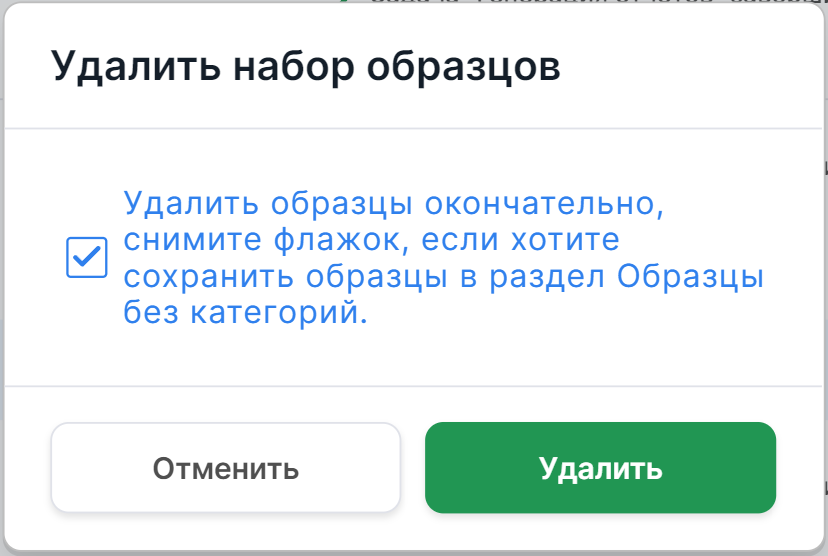 Удалить набор образцов
Удалить образцы окончательно,
снимите флажок, если хотите
сохранить образцы в раздел Образцы
без категорий.
Отменить
Удалить